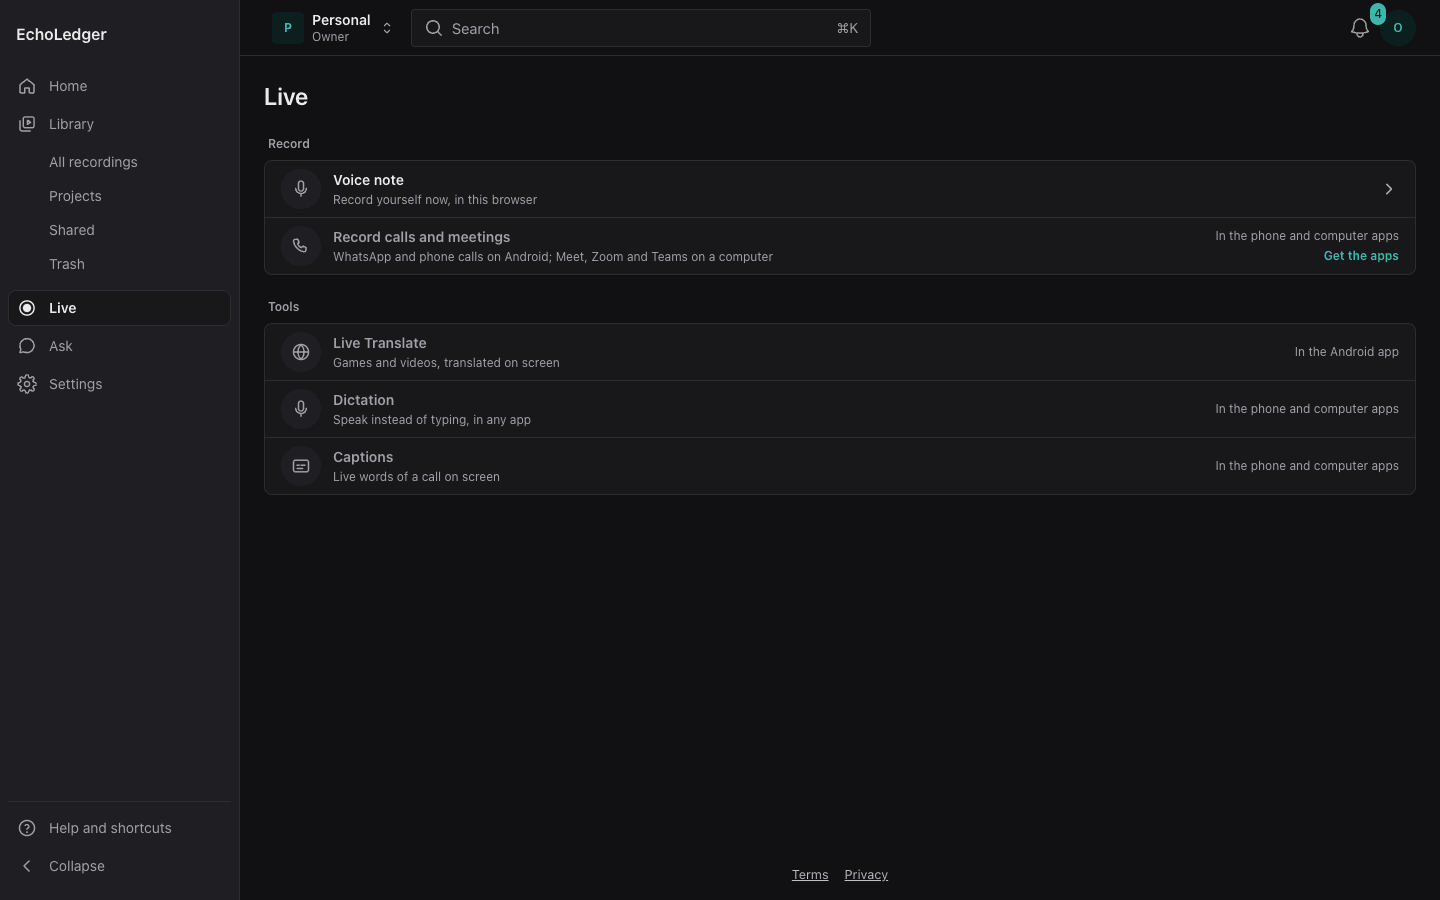 EchoLedger
Home
Library
All recordings
Projects
Shared
Trash
Live
Ask
Settings
Help and shortcuts
Collapse
P
Personal
Owner
Search
⌘K
4
O
Live
Record
Voice note
Record yourself now, in this browser
Record calls and meetings
WhatsApp and phone calls on Android; Meet, Zoom and Teams on a computer
In the phone and computer apps
Get the apps
Tools
Live Translate
Games and videos, translated on screen
In the Android app
Dictation
Speak instead of typing, in any app
In the phone and computer apps
Captions
Live words of a call on screen
In the phone and computer apps
Terms Privacy